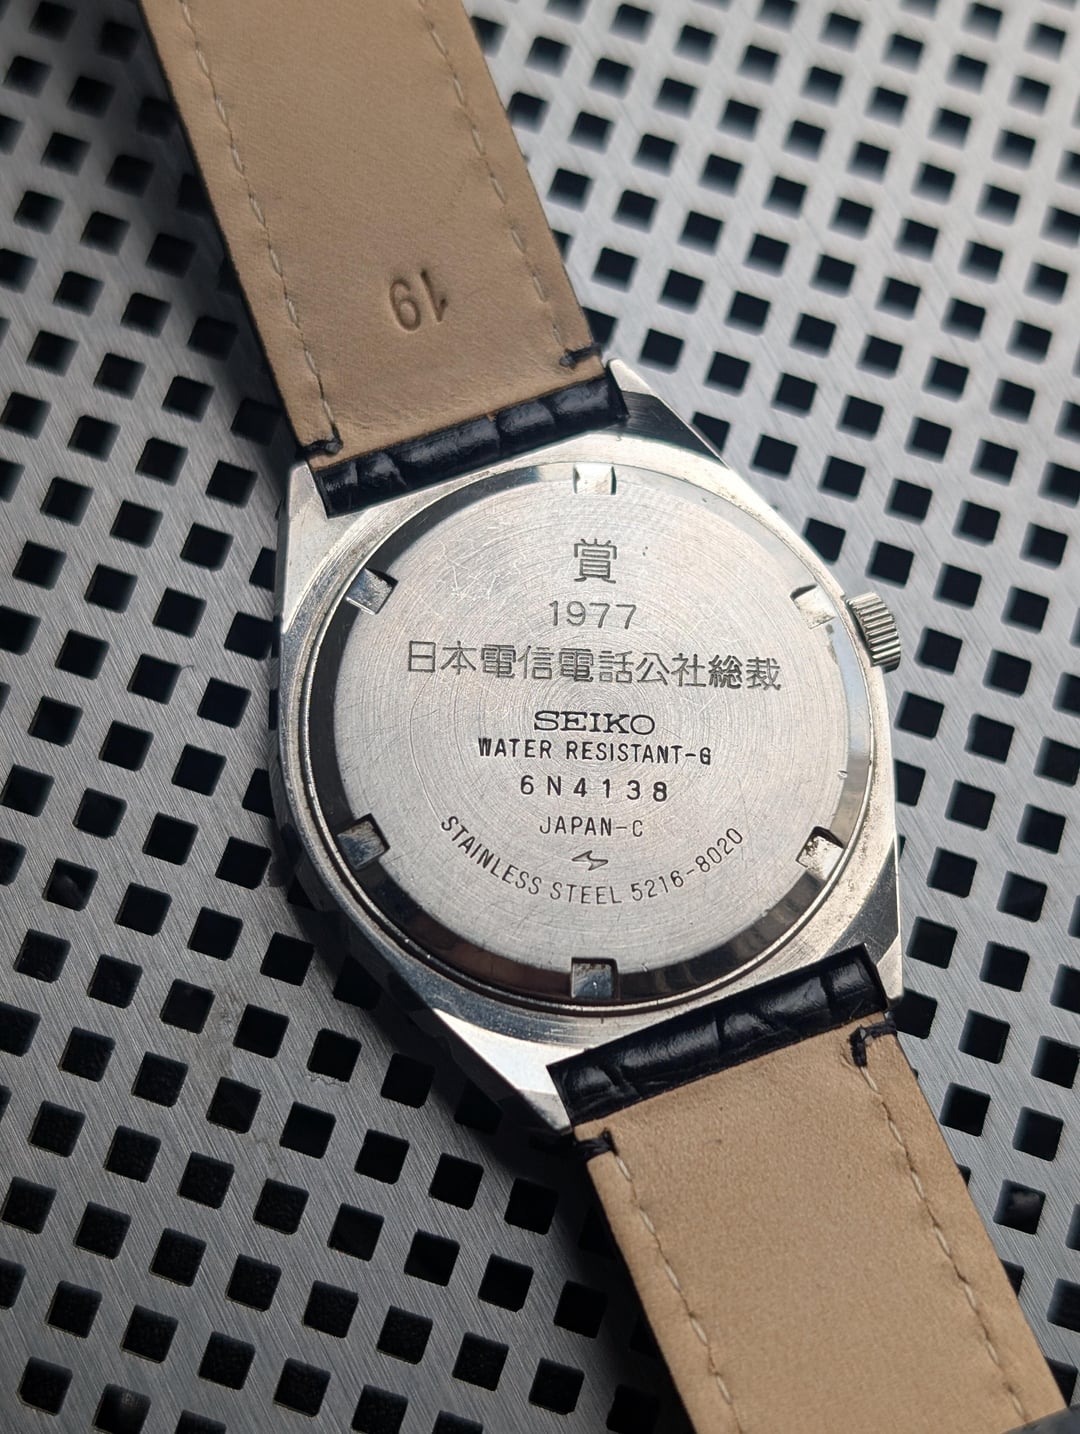 19
賞
1977
日本電信電話公社総裁
SEIKO
WATER RESISTANT-6
6N4138
JAPAN-C
STAINLESS STEEL 5216-8020